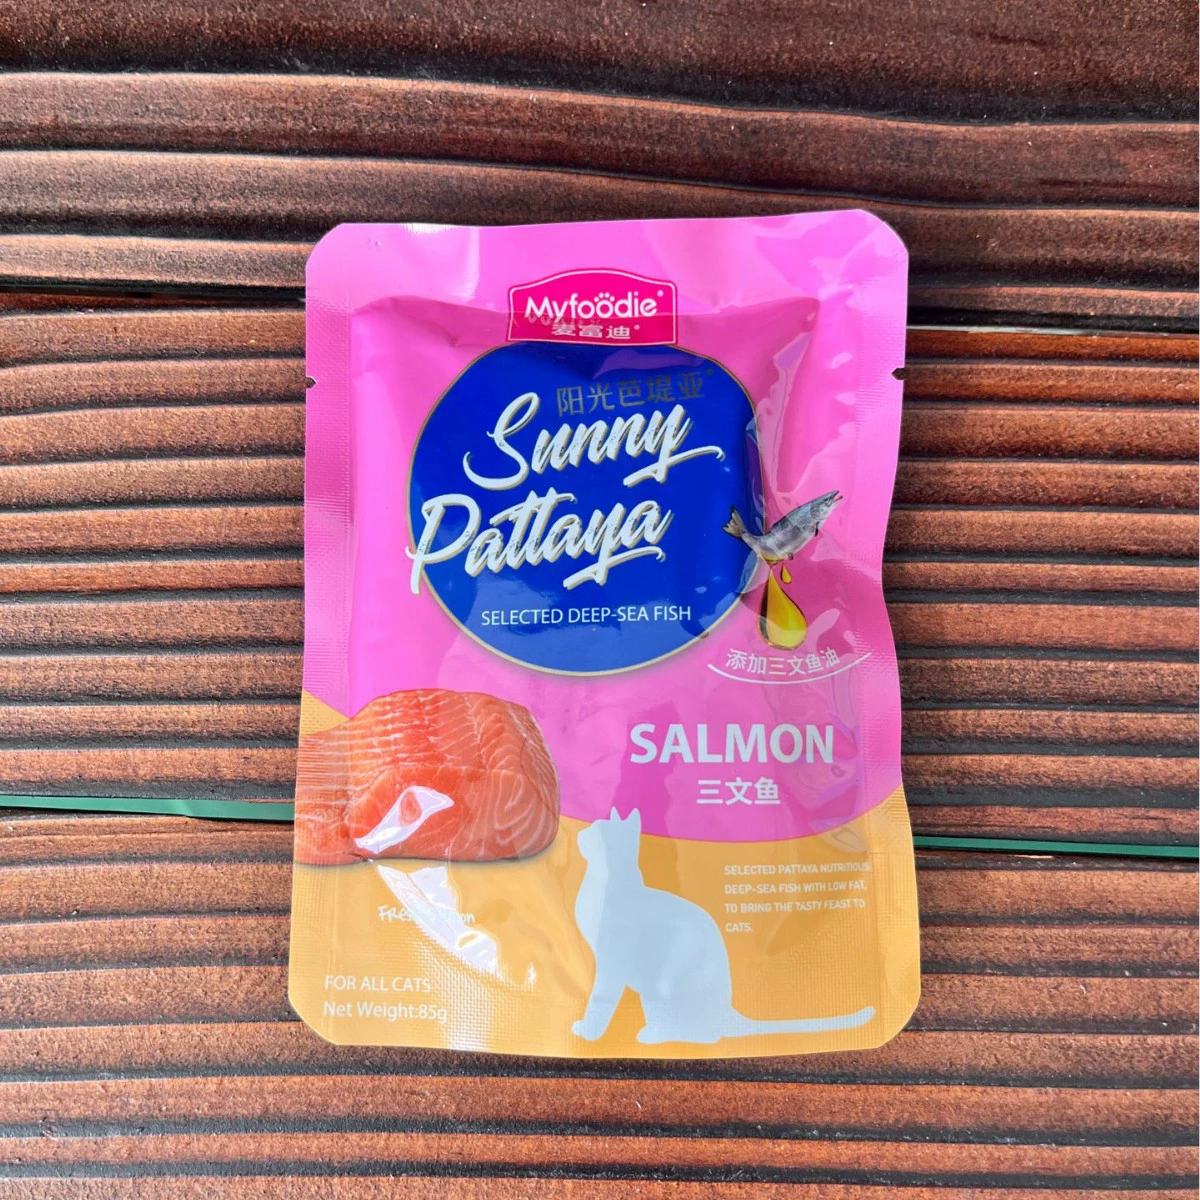 Myfoodie®
麦富迪®
阳光芭堤亚®
Sunny
Pattaya
SELECTED DEEP-SEA FISH
添加三文鱼油
SALMON
三文鱼
SELECTED PATTAYA NUTRITIOUS
DEEP-SEA FISH WITH LOW FAT,
TO BRING THE TASTY FEAST TO
CATS.
FOR ALL CATS
Net Weight:85g